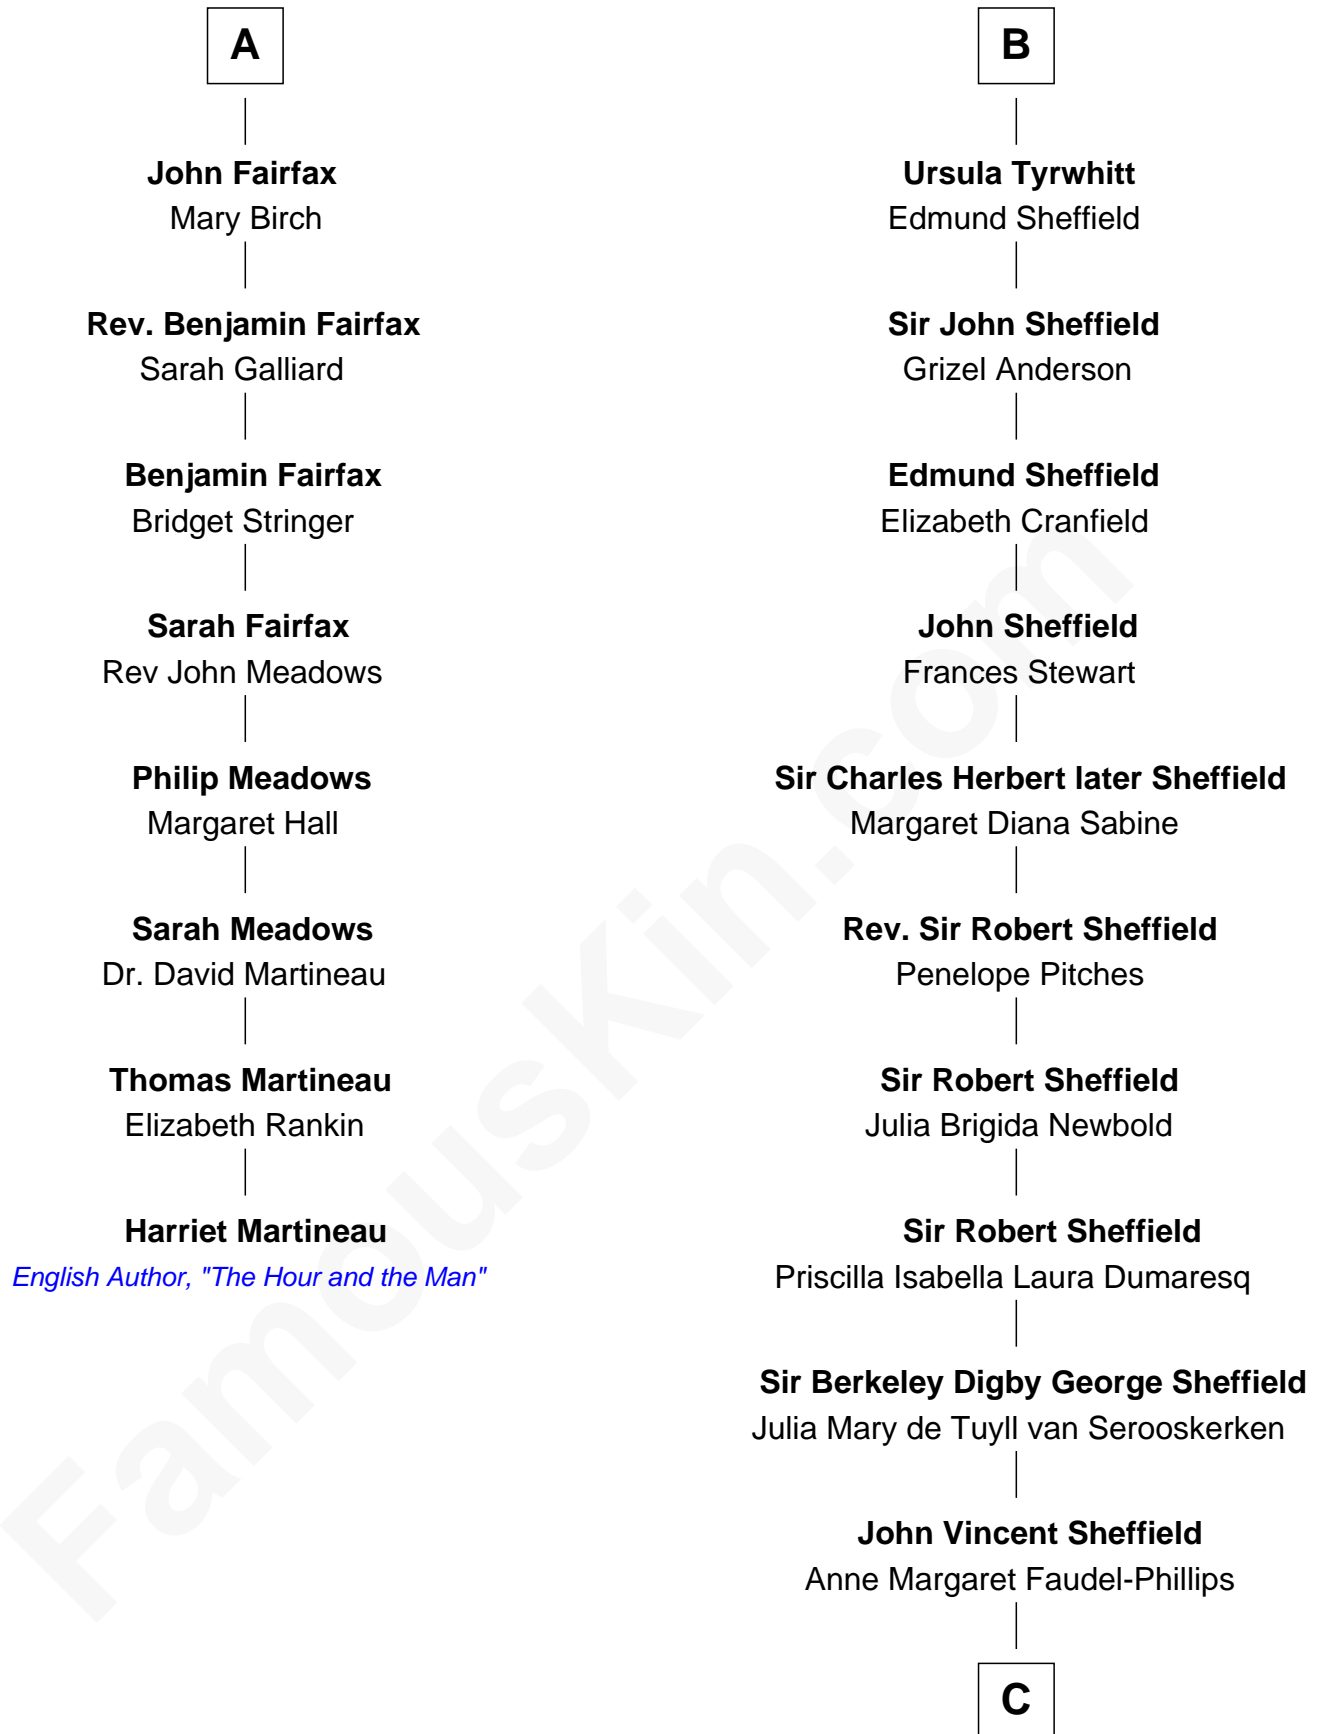 A
John Fairfax
Mary Birch
Rev. Benjamin Fairfax
Sarah Galliard
Benjamin Fairfax
Bridget Stringer
Sarah Fairfax
Rev John Meadows
Philip Meadows
Margaret Hall
Sarah Meadows
Dr. David Martineau
Thomas Martineau
Elizabeth Rankin
Harriet Martineau
English Author, "The Hour and the Man"
B
Ursula Tyrwhitt
Edmund Sheffield
Sir John Sheffield
Grizel Anderson
Edmund Sheffield
Elizabeth Cranfield
John Sheffield
Frances Stewart
Sir Charles Herbert later Sheffield
Margaret Diana Sabine
Rev. Sir Robert Sheffield
Penelope Pitches
Sir Robert Sheffield
Julia Brigida Newbold
Sir Robert Sheffield
Priscilla Isabella Laura Dumaresq
Sir Berkeley Digby George Sheffield
Julia Mary de Tuyll van Serooskerken
John Vincent Sheffield
Anne Margaret Faudel-Phillips
C
FamousKin.com